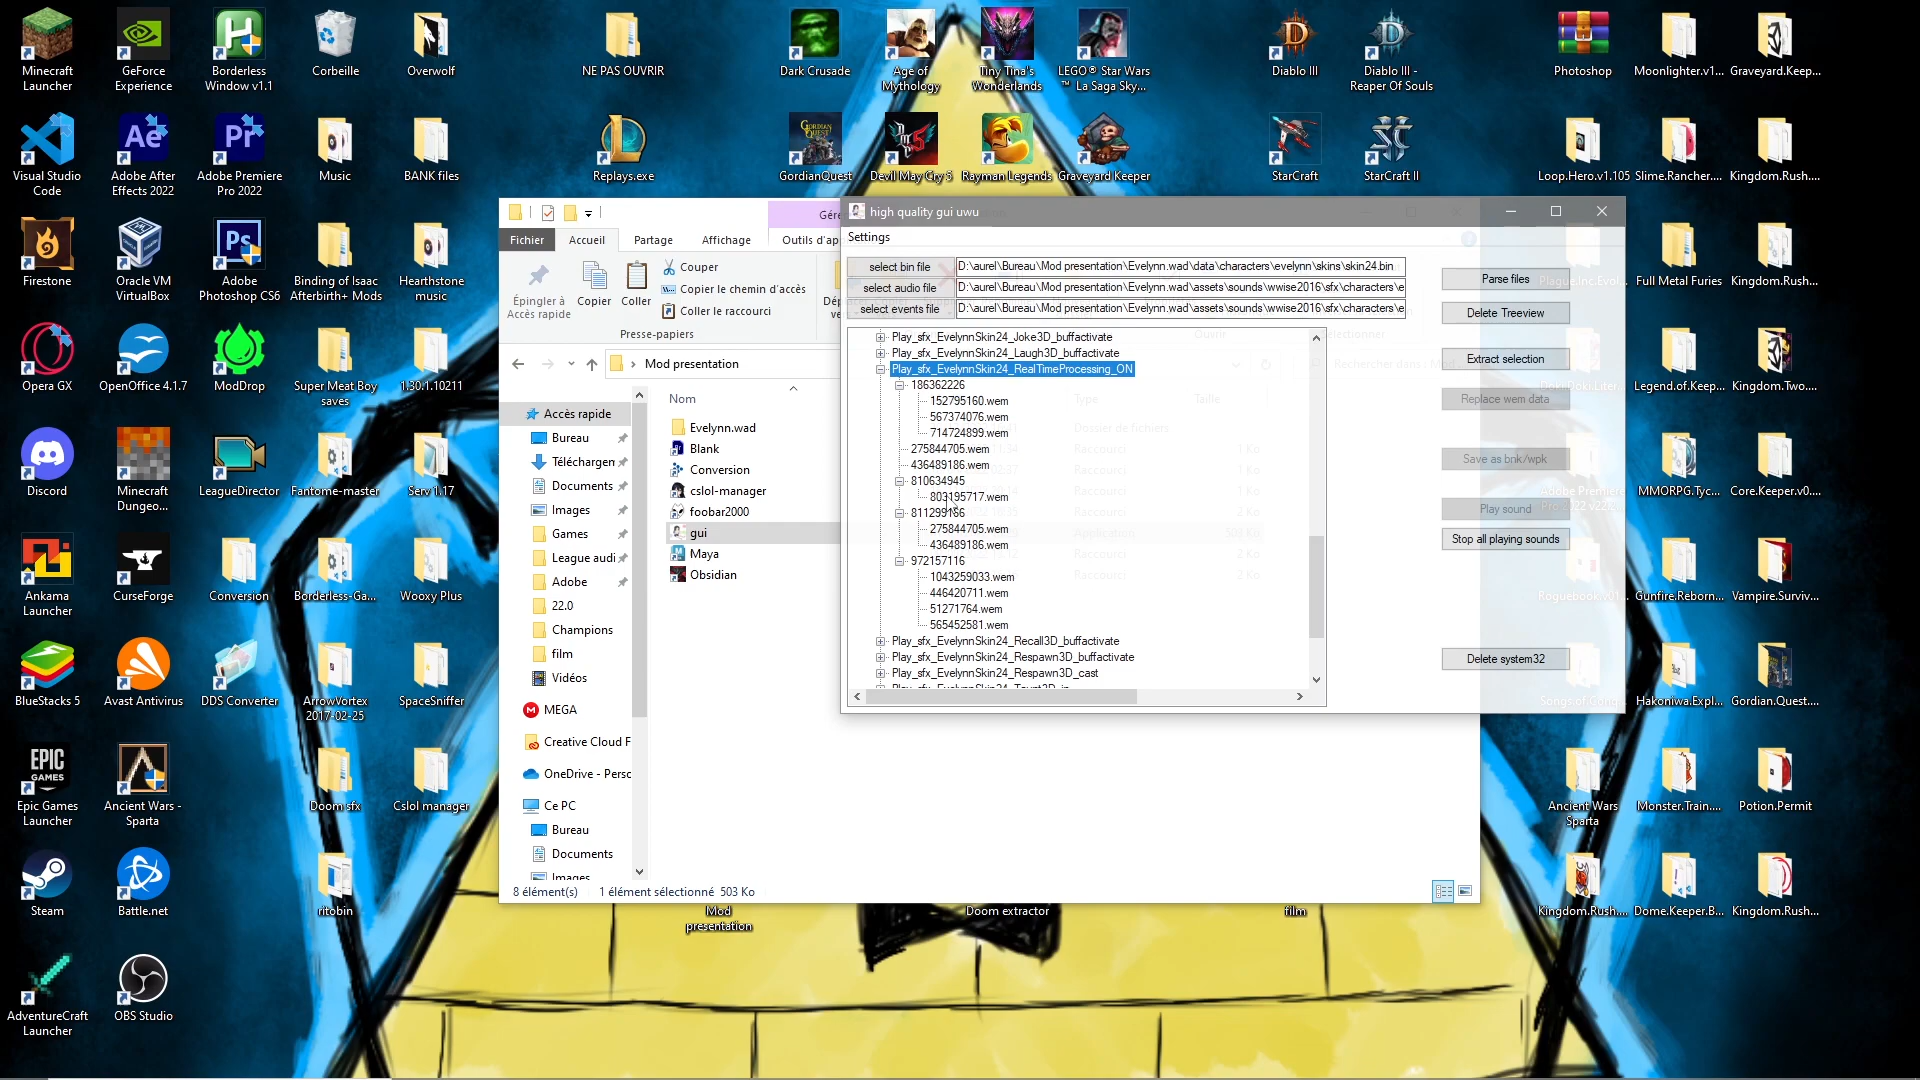 Minecraft
Launcher
GeForce
Experience
Borderless
Window v1.1
Corbeille
Overwolf
NE PAS OUVRIR
Dark Crusade
Age of
Mythology
Tiny Tina's
Wonderlands
LEGO® Star Wars
™ La Saga Sky...
Diablo III
Diablo III -
Reaper Of Souls
Photoshop
Moonlighter.v1...
Graveyard.Keep...
Visual Studio
Code
Adobe After
Effects 2022
Adobe Premiere
Pro 2022
Music
BANK files
Replays.exe
GordianQuest
Devil May Cry 5
Rayman Legends
Graveyard Keeper
StarCraft
StarCraft II
Loop.Hero.v1.105
Slime.Rancher....
Kingdom.Rush....
Firestone
Oracle VM
VirtualBox
Adobe
Photoshop CS6
Binding of Isaac
Afterbirth+ Mods
Hearthstone
music
Full Metal Furies
Kingdom.Rush...
Opera GX
OpenOffice 4.1.7
ModDrop
Super Meat Boy
saves
1.30.1.10211
Legend.of.Keep...
Kingdom.Two....
Discord
Minecraft
Dungeo...
LeagueDirector
Fantome-master
Serv 1.17
MMORPG.Tyc...
Core.Keeper.v0....
Ankama
Launcher
CurseForge
Conversion
Borderless-Ga...
Wooxy Plus
Gunfire.Reborn...
Vampire.Surviv...
BlueStacks 5
Avast Antivirus
DDS Converter
ArrowVortex
2017-02-25
SpaceSniffer
Hakoniwa.Expl...
Gordian.Quest....
Epic Games
Launcher
Ancient Wars -
Sparta
Doom sfx
Cslol manager
Ancient Wars
Sparta
Monster.Train....
Potion.Permit
Steam
Battle.net
ritobin
Mod
presentation
Doom extractor
film
Kingdom.Rush....
Dome.Keeper.B...
Kingdom.Rush...
AdventureCraft
Launcher
OBS Studio
Fichier
Accueil
Partage
Affichage
Outils d'ap
Épingler à
Accès rapide
Copier
Coller
Couper
Copier le chemin d'accès
Coller le raccourci
Presse-papiers
Mod presentation
Accès rapide
Bureau
Téléchargen
Documents
Images
Games
League audi
Adobe
22.0
Champions
film
Vidéos
MEGA
Creative Cloud F
OneDrive - Perso
Ce PC
Bureau
Documents
Images
Nom
Evelynn.wad
Blank
Conversion
cslol-manager
foobar2000
gui
Maya
Obsidian
8 élément(s)
1 élément sélectionné 503 Ko
high quality gui uwu
Settings
select bin file
D:\aurel\Bureau\Mod presentation\Evelynn.wad\data\characters\evelynn\skins\skin24.bin
select audio file
D:\aurel\Bureau\Mod presentation\Evelynn.wad\assets\sounds\wwise2016\sfx\characters\e
select events file
D:\aurel\Bureau\Mod presentation\Evelynn.wad\assets\sounds\wwise2016\sfx\characters\e
Play_sfx_EvelynnSkin24_Joke3D_buffactivate
Play_sfx_EvelynnSkin24_Laugh3D_buffactivate
Play_sfx_EvelynnSkin24_RealTimeProcessing_ON
186362226
152795160.wem
567374076.wem
714724899.wem
275844705.wem
436489186.wem
810634945
803195717.wem
811299186
275844705.wem
436489186.wem
972157116
1043259033.wem
446420711.wem
51271764.wem
565452581.wem
Play_sfx_EvelynnSkin24_Recall3D_buffactivate
Play_sfx_EvelynnSkin24_Respawn3D_buffactivate
Play_sfx_EvelynnSkin24_Respawn3D_cast
Parse files
Delete Treeview
Extract selection
Replace wem data
Save as bnk/wpk
Play sound
Stop all playing sounds
Delete system32